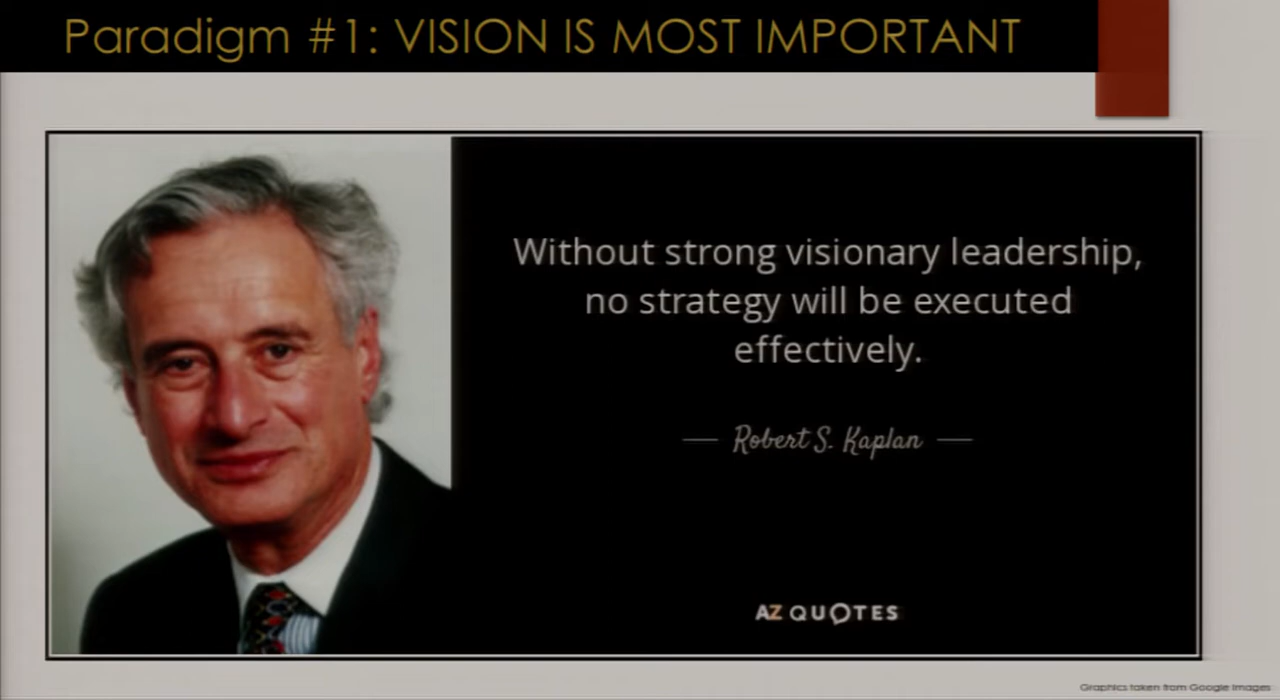 Paradigm #1: VISION IS MOST IMPORTANT
Without strong visionary leadership,
no strategy will be executed
effectively.
Robert S. Kaplan
AZ QUOTES
Graphics taken from Google Images